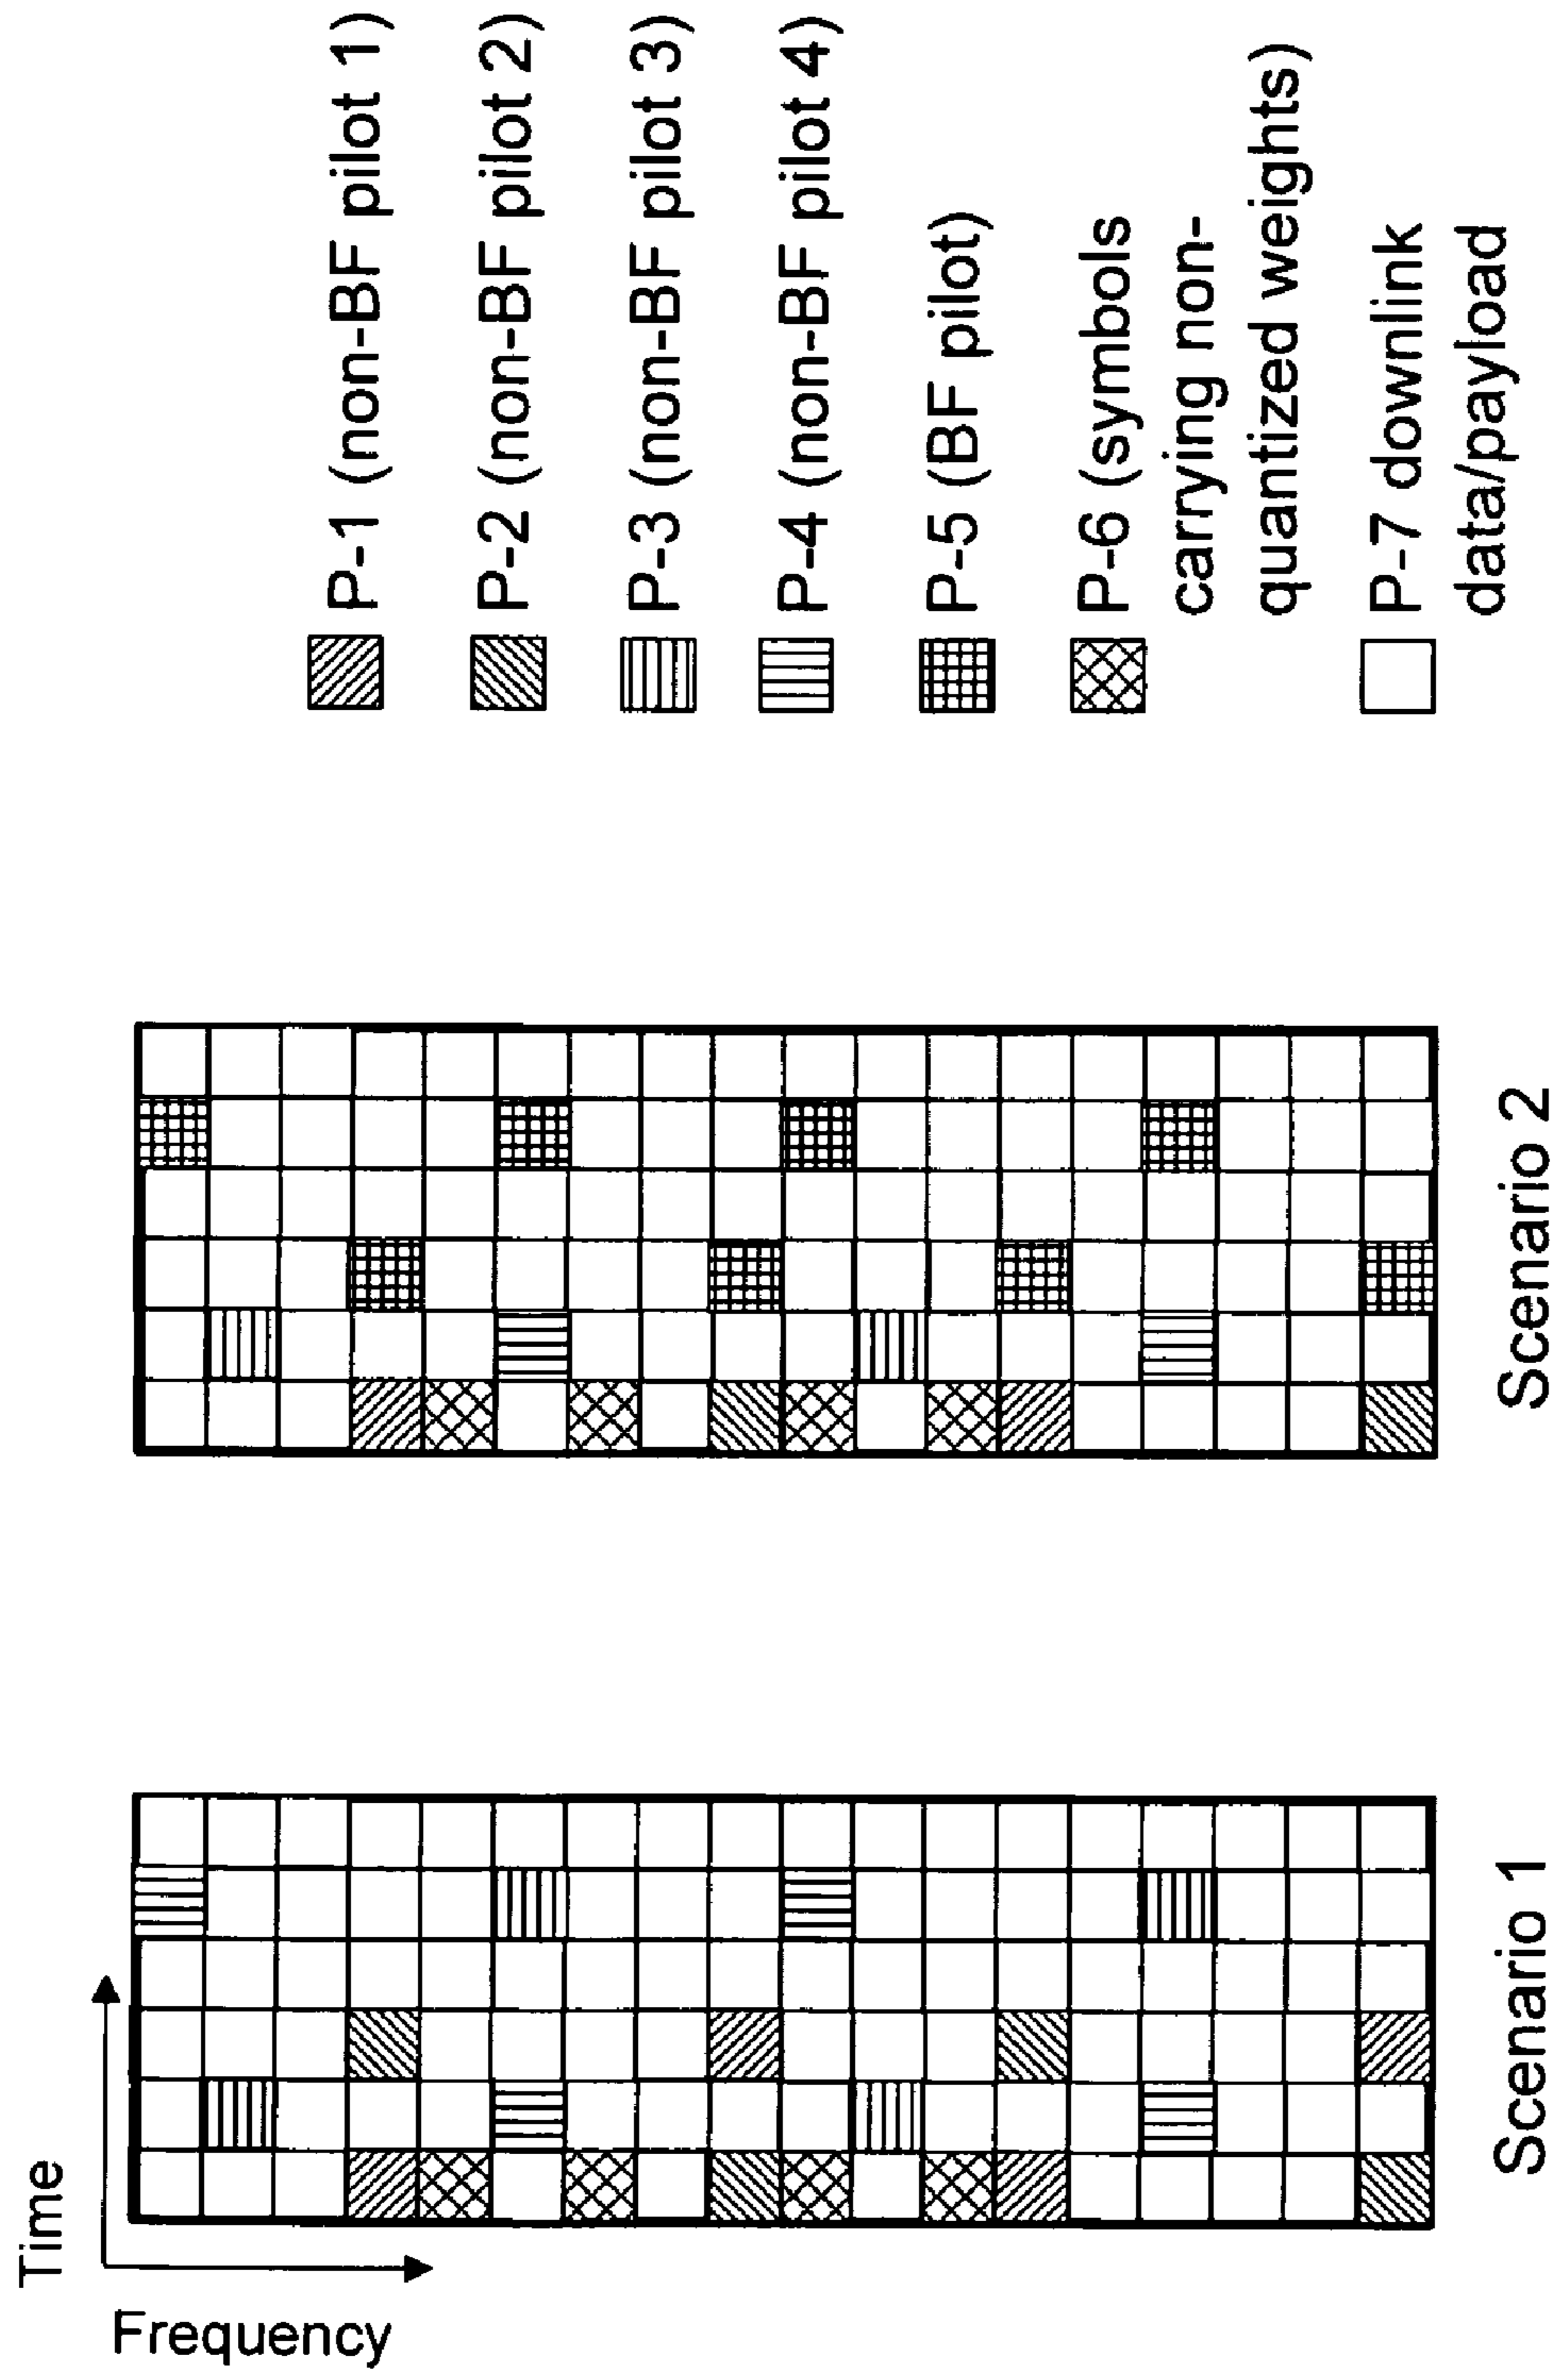 Time
Frequency
Scenario 1
Scenario 2
P-1 (non-BF pilot 1)
P-2 (non-BF pilot 2)
P-3 (non-BF pilot 3)
P-4 (non-BF pilot 4)
P-5 (BF pilot)
P-6 (symbols
carrying non-
quantized weights)
P-7 downlink
data/payload